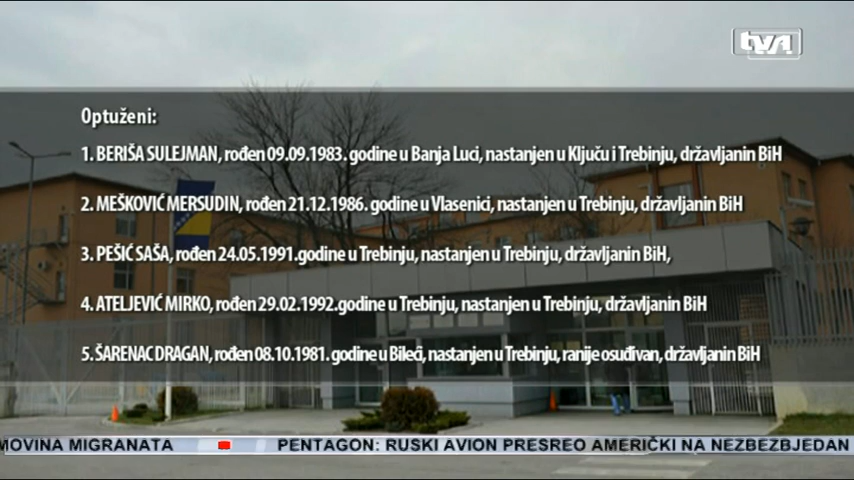 tv1
Optuženi:
1. BERIŠA SULEJMAN, rođen 09.09.1983. godine u Banja Luci, nastanjen u Ključu i Trebinju, državljanin BiH
2. MEŠKOVIĆ MERSUDIN, rođen 21.12.1986. godine u Vlasenici, nastanjen u Trebinju, državljanin BiH
3. PEŠIĆ SAŠA, rođen 24.05.1991.godine u Trebinju, nastanjen u Trebinju, državljanin BiH,
4. ATELJEVIĆ MIRKO, rođen 29.02.1992.godine u Trebinju, nastanjen u Trebinju, državljanin BiH
5. ŠARENAC DRAGAN, rođen 08.10.1981. godine u Bileći, nastanjen u Trebinju, ranije osuđivan, državljanin BiH
MOVINA MIGRANATA PENTAGON: RUSKI AVION PRESREO AMERIČKI NA NEZBEZBJEDAN